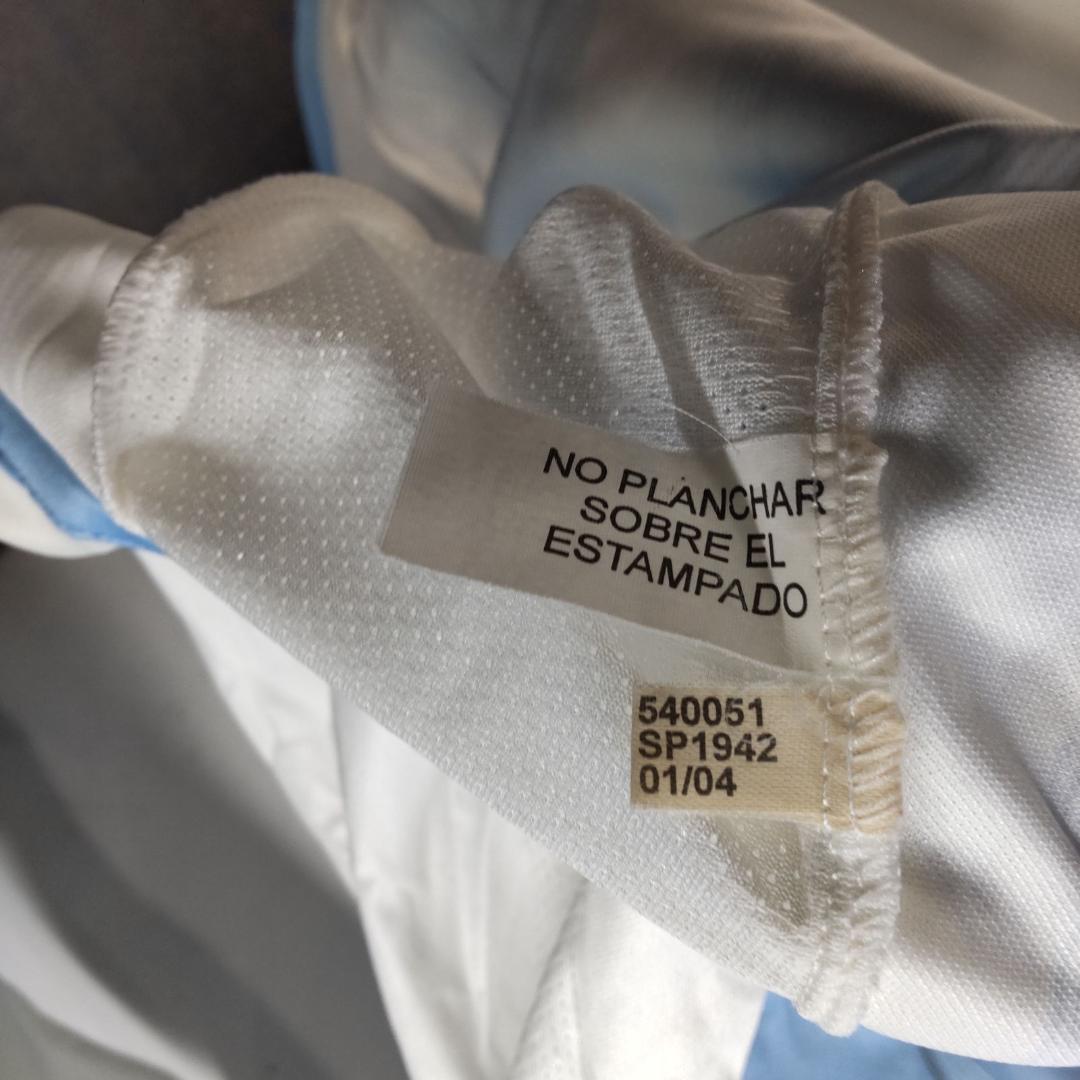 NO PLANCHAR
SOBRE EL
ESTAMPADO
540051
SP1942
01/04